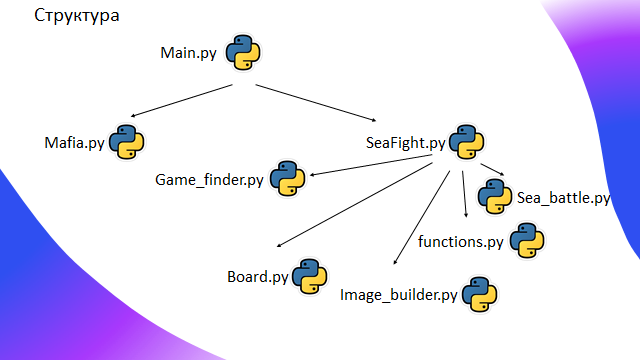 Структура
Main.py
Mafia.py
SeaFight.py
Game_finder.py
Sea_battle.py
functions.py
Board.py
Image_builder.py